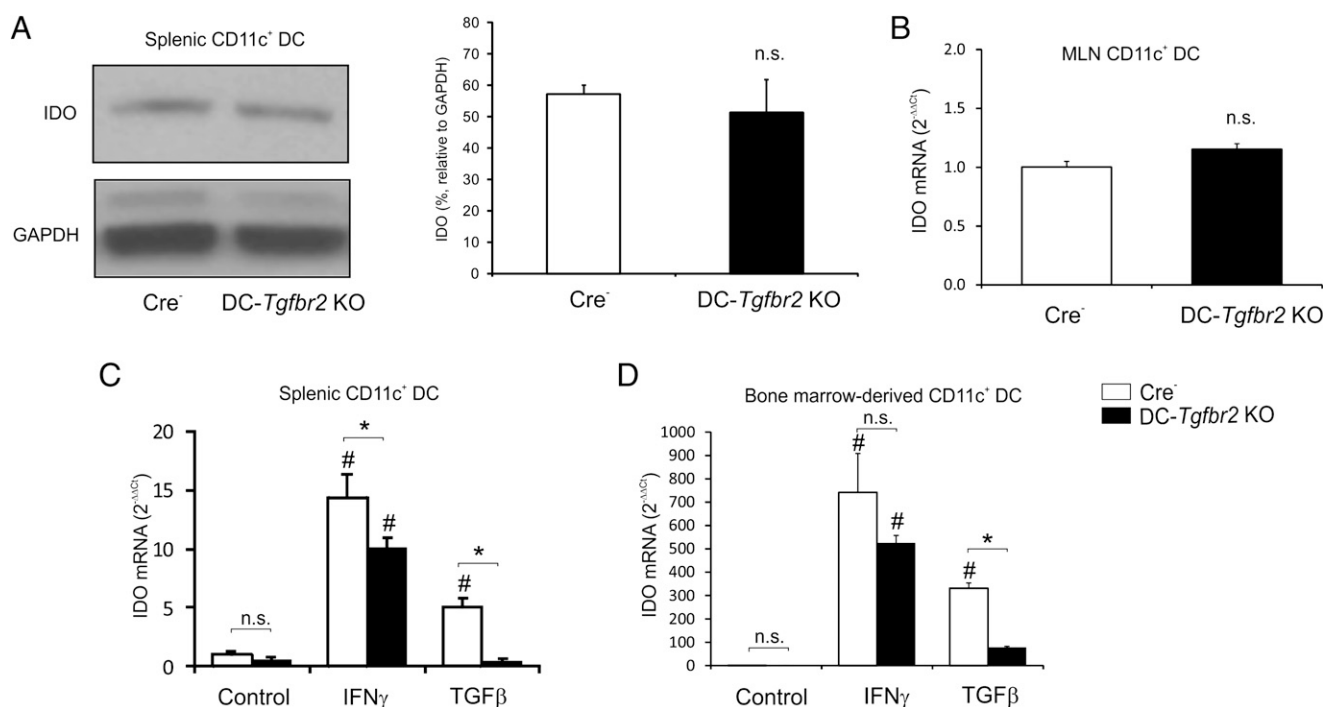 A
Splenic CD11c⁺ DC
IDO
GAPDH
Cre⁻ DC-Tgfbr2 KO
IDO (%, relative to GAPDH)
80
70
60
50
40
30
20
10
0
n.s.
Cre⁻ DC-Tgfbr2 KO
B
MLN CD11c⁺ DC
IDO mRNA (2^-ΔΔCt)
2.0
1.5
1.0
0.5
0.0
n.s.
Cre⁻ DC-Tgfbr2 KO
C
Splenic CD11c⁺ DC
IDO mRNA (2^-ΔΔCt)
20
15
10
5
0
n.s.
*
#
#
*
#
Control IFNγ TGFβ
D
Bone marrow-derived CD11c⁺ DC
IDO mRNA (2^-ΔΔCt)
1000
900
800
700
600
500
400
300
200
100
0
n.s.
n.s.
#
#
*
#
Control IFNγ TGFβ
Cre⁻
DC-Tgfbr2 KO